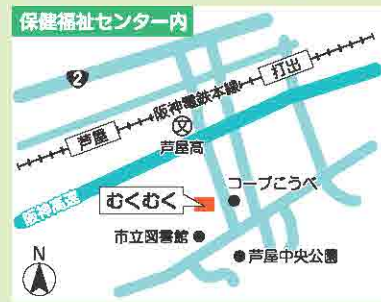 保健福祉センター内
2
打出
阪神電鉄本線
芦屋
文
芦屋高
阪神高速
コープこうべ
むくむく
市立図書館
芦屋中央公園
N